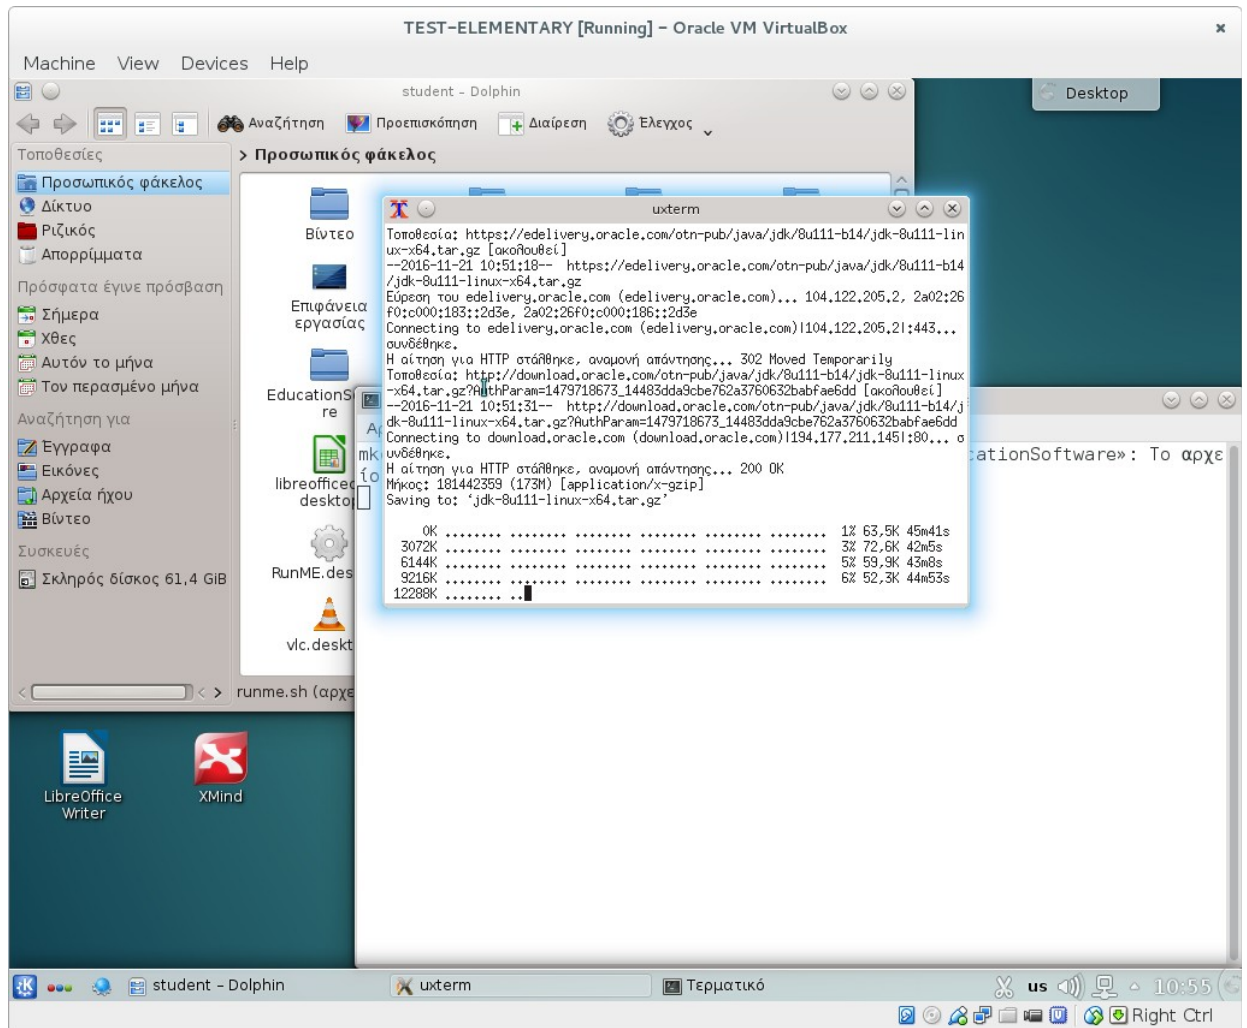 TEST-ELEMENTARY [Running] - Oracle VM VirtualBox
Machine View Devices Help
student - Dolphin
Desktop
Αναζήτηση Προεπισκόπηση Διαίρεση Έλεγχος
Τοποθεσίες
> Προσωπικός φάκελος
Προσωπικός φάκελος
Δίκτυο
Ριζικός
Απορρίμματα
Πρόσφατα έγινε πρόσβαση
Σήμερα
Χθες
Αυτόν το μήνα
Τον περασμένο μήνα
Αναζήτηση για
Έγγραφα
Εικόνες
Αρχεία ήχου
Βίντεο
Συσκευές
Σκληρός δίσκος 61,4 GiB
Βίντεο
Επιφάνεια
εργασίας
EducationS
re
libreoffice
deskto
RunME.des
vlc.deskt
runme.sh (αρχε
uxterm
Τοποθεσία: https://edelivery.oracle.com/otn-pub/java/jdk/8u111-b14/jdk-8u111-lin
ux-x64.tar.gz [ακολουθεί]
--2016-11-21 10:51:18-- https://edelivery.oracle.com/otn-pub/java/jdk/8u111-b14
/jdk-8u111-linux-x64.tar.gz
Εύρεση του edelivery.oracle.com (edelivery.oracle.com)... 104.122.205.2, 2a02:26
f0:c000:183::2d3e, 2a02:26f0:c000:186::2d3e
Connecting to edelivery.oracle.com (edelivery.oracle.com)|104.122.205.2|:443...
συνδέθηκε.
Η αίτηση για HTTP στάλθηκε, αναμονή απάντησης... 302 Moved Temporarily
Τοποθεσία: http://download.oracle.com/otn-pub/java/jdk/8u111-b14/jdk-8u111-linux
-x64.tar.gz?AuthParam=1479718673_14483dda9cbe762a3760632babfae6dd [ακολουθεί]
--2016-11-21 10:51:31-- http://download.oracle.com/otn-pub/java/jdk/8u111-b14/j
dk-8u111-linux-x64.tar.gz?AuthParam=1479718673_14483dda9cbe762a3760632babfae6dd
Connecting to download.oracle.com (download.oracle.com)|194.177.211.145|:80... σ
υνδέθηκε.
Η αίτηση για HTTP στάλθηκε, αναμονή απάντησης... 200 OK
Μήκος: 181442359 (173M) [application/x-gzip]
Saving to: ‘jdk-8u111-linux-x64.tar.gz’
0K ........ ........ ........ ........ ........ ........ 1% 63,5K 45m41s
3072K ........ ........ ........ ........ ........ ........ 3% 72,6K 42m5s
6144K ........ ........ ........ ........ ........ ........ 5% 59,9K 43m8s
9216K ........ ........ ........ ........ ........ ........ 6% 52,3K 44m53s
12288K ........ ..
cationSoftware»: Το αρχε
ίο
LibreOffice
Writer
XMind
student - Dolphin uxterm Τερματικό us 10:55
Right Ctrl